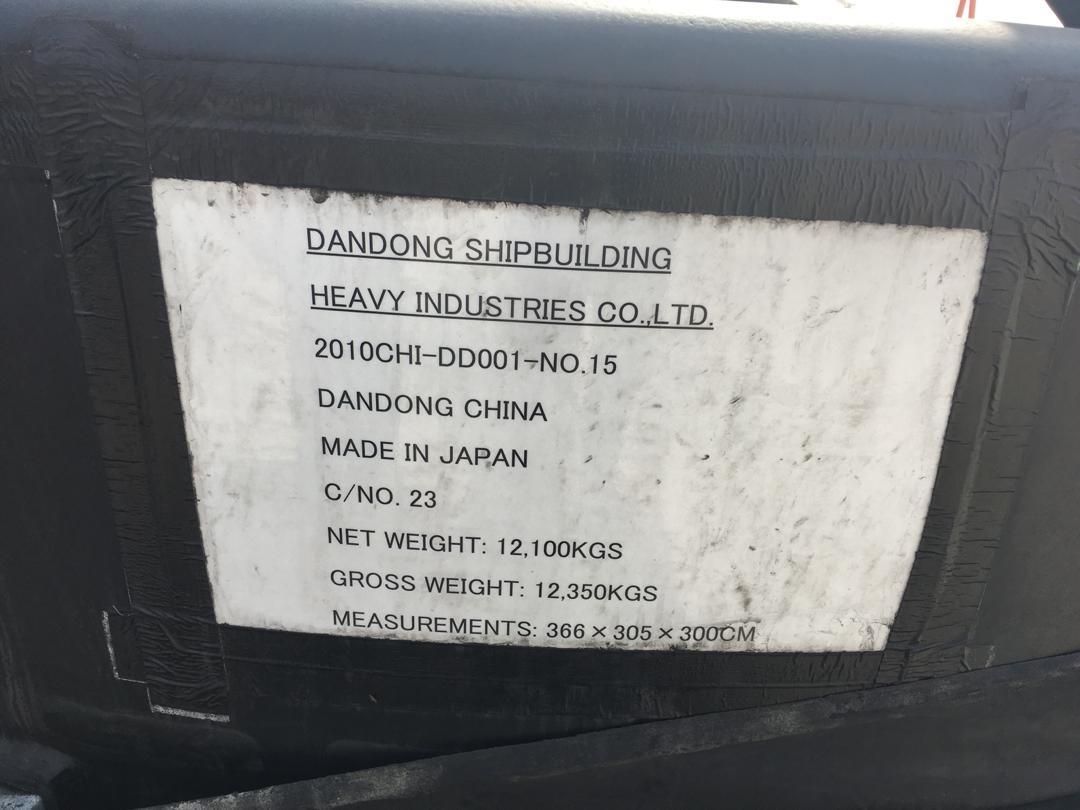 DANDONG SHIPBUILDING
HEAVY INDUSTRIES CO.,LTD.
2010CHI-DD001-NO.15
DANDONG CHINA
MADE IN JAPAN
C/NO. 23
NET WEIGHT: 12,100KGS
GROSS WEIGHT: 12,350KGS
MEASUREMENTS: 366×305×300CM